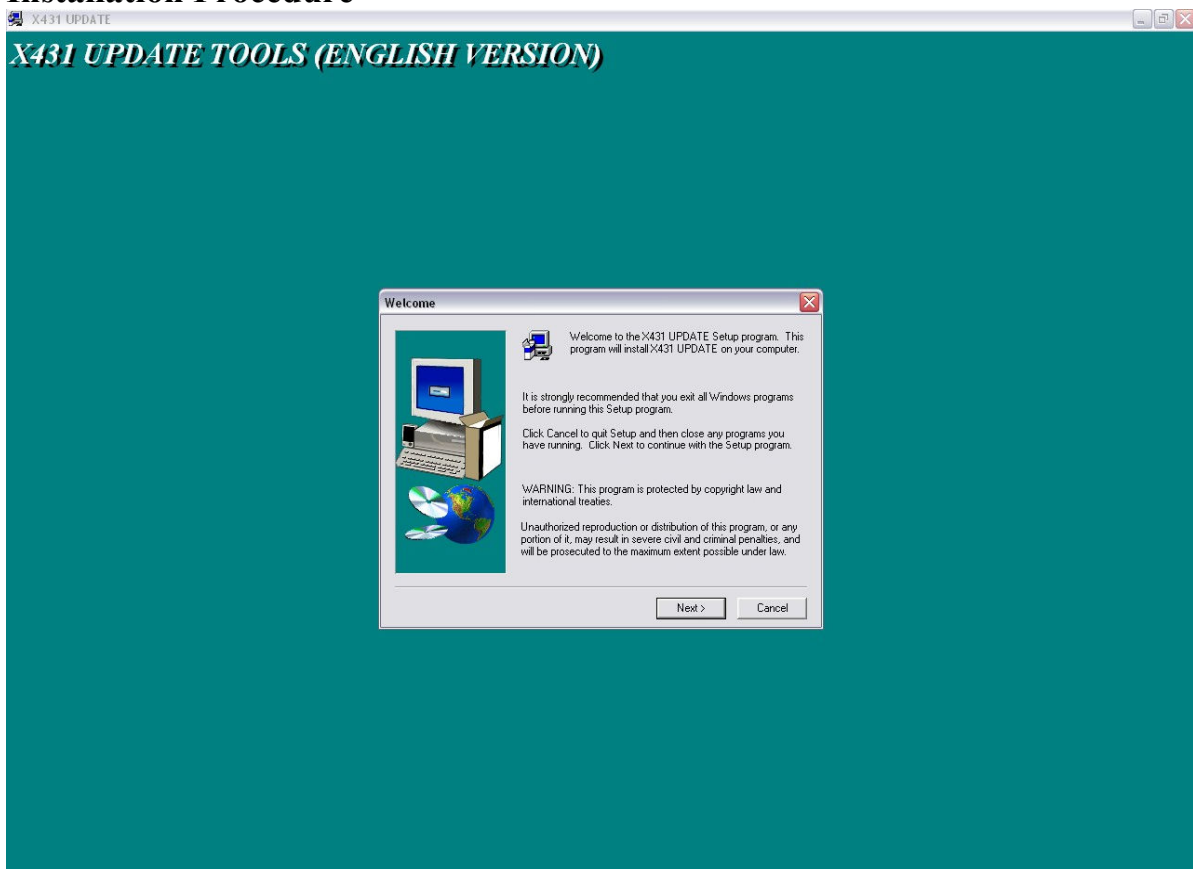 Installation Procedure
X431 UPDATE
X431 UPDATE TOOLS (ENGLISH VERSION)
Welcome
Welcome to the X431 UPDATE Setup program. This
program will install X431 UPDATE on your computer.
It is strongly recommended that you exit all Windows programs
before running this Setup program.
Click Cancel to quit Setup and then close any programs you
have running. Click Next to continue with the Setup program.
WARNING: This program is protected by copyright law and
international treaties.
Unauthorized reproduction or distribution of this program, or any
portion of it, may result in severe civil and criminal penalties, and
will be prosecuted to the maximum extent possible under law.
Next >
Cancel